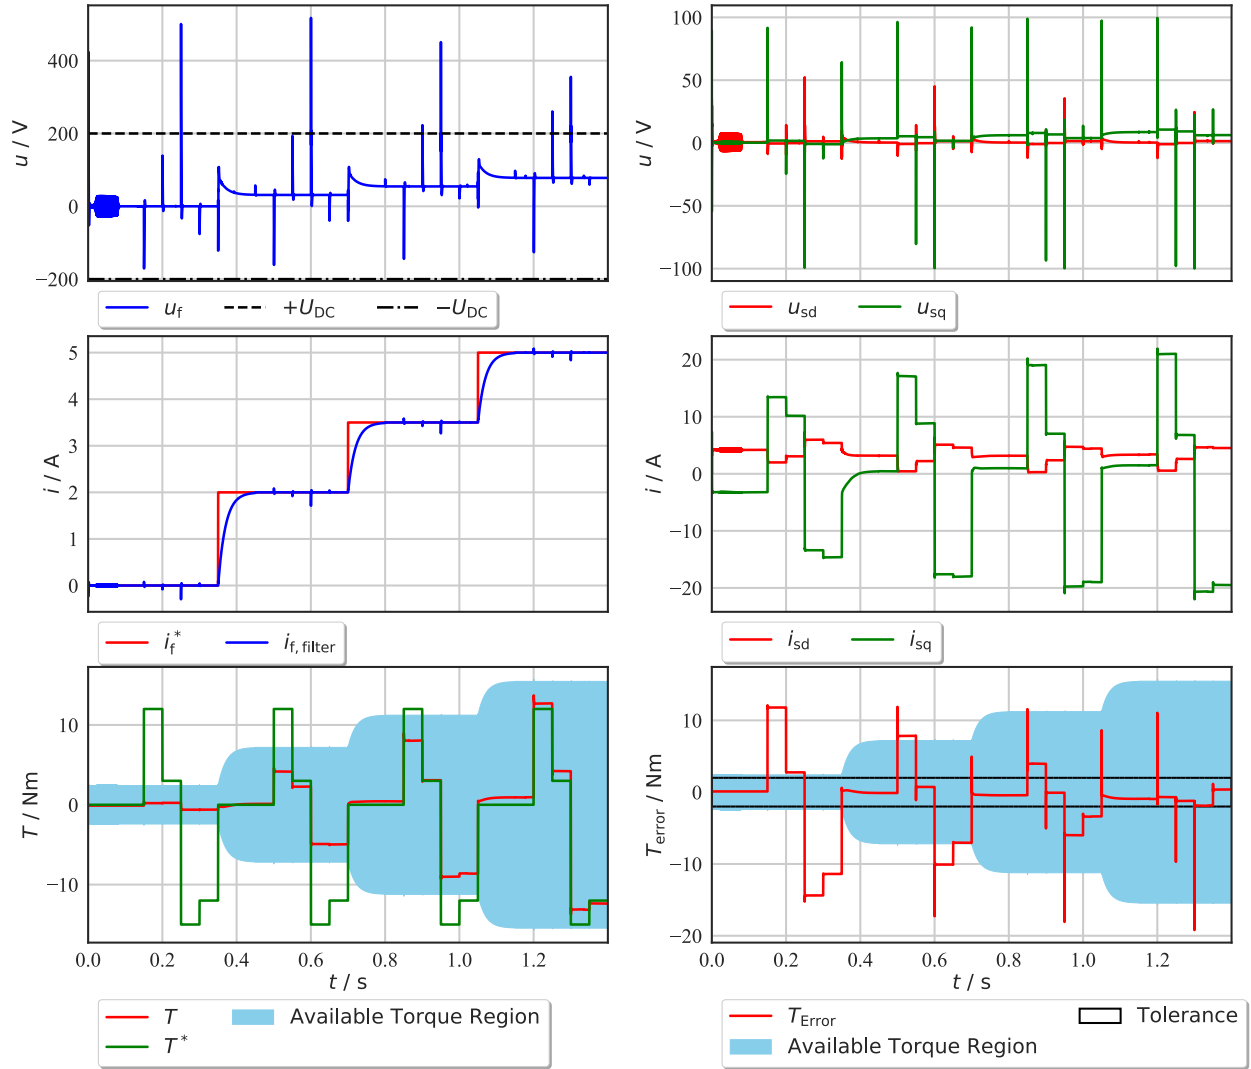 u / V
400
200
0
−200
u_f +U_DC −U_DC
u / V
100
50
0
−50
−100
u_sd u_sq
i / A
5
4
3
2
1
0
i_f^* i_f, filter
i / A
20
10
0
−10
−20
i_sd i_sq
T / Nm
10
0
−10
0.0 0.2 0.4 0.6 0.8 1.0 1.2
t / s
T Available Torque Region
T^*
T_error / Nm
10
0
−10
−20
0.0 0.2 0.4 0.6 0.8 1.0 1.2
t / s
T_Error Tolerance
Available Torque Region